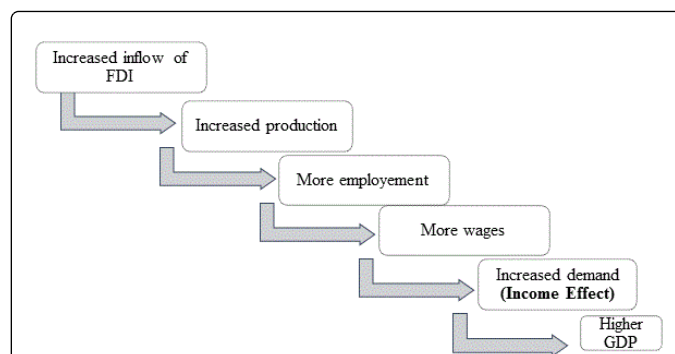 Increased inflow of
FDI
Increased production
More employement
More wages
Increased demand
(Income Effect)
Higher
GDP